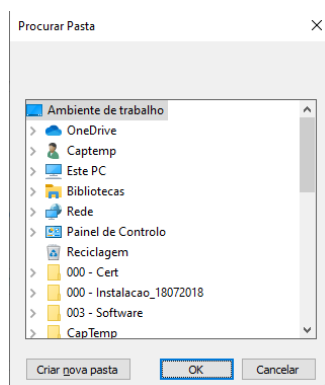 Procurar Pasta
Ambiente de trabalho
OneDrive
Captemp
Este PC
Bibliotecas
Rede
Painel de Controlo
Reciclagem
000 - Cert
000 - Instalacao_18072018
003 - Software
CapTemp
Criar nova pasta OK Cancelar